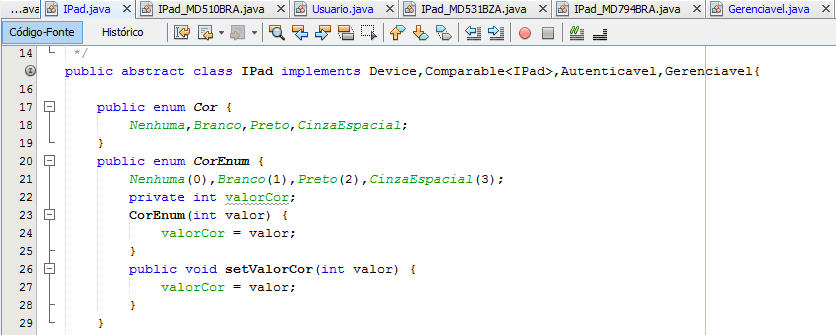 ...ava IPad.java IPad_MD510BRA.java Usuario.java IPad_MD531BZA.java IPad_MD794BRA.java Gerenciavel.java
Código-Fonte Histórico
14 */
public abstract class IPad implements Device,Comparable<IPad>,Autenticavel,Gerenciavel{
16
17 public enum Cor {
18 Nenhuma,Branco,Preto,CinzaEspacial;
19 }
20 public enum CorEnum {
21 Nenhuma(0),Branco(1),Preto(2),CinzaEspacial(3);
22 private int valorCor;
23 CorEnum(int valor) {
24 valorCor = valor;
25 }
26 public void setValorCor(int valor) {
27 valorCor = valor;
28 }
29 }